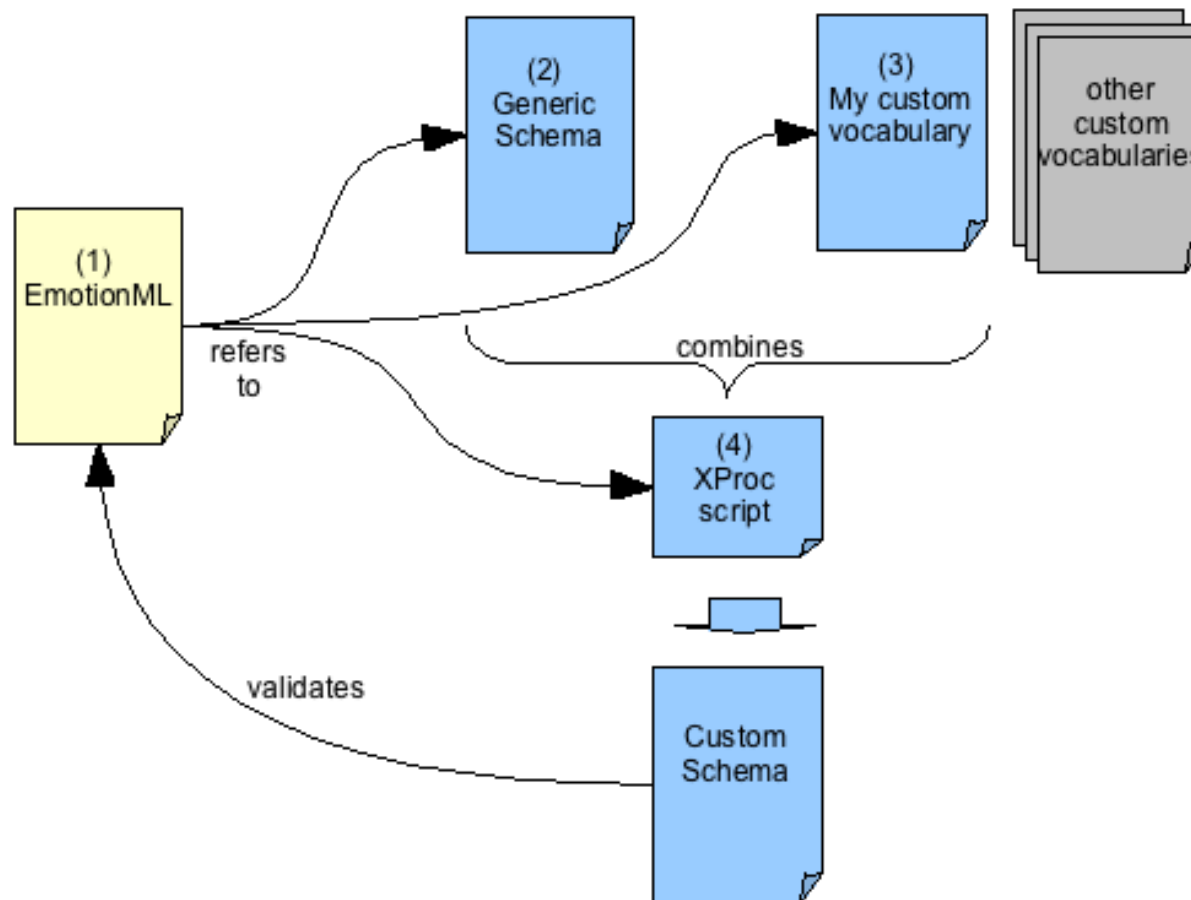 (2)
Generic
Schema
(3)
My custom
vocabulary
other
custom
vocabularies
(1)
EmotionML
refers
to
combines
(4)
XProc
script
validates
Custom
Schema